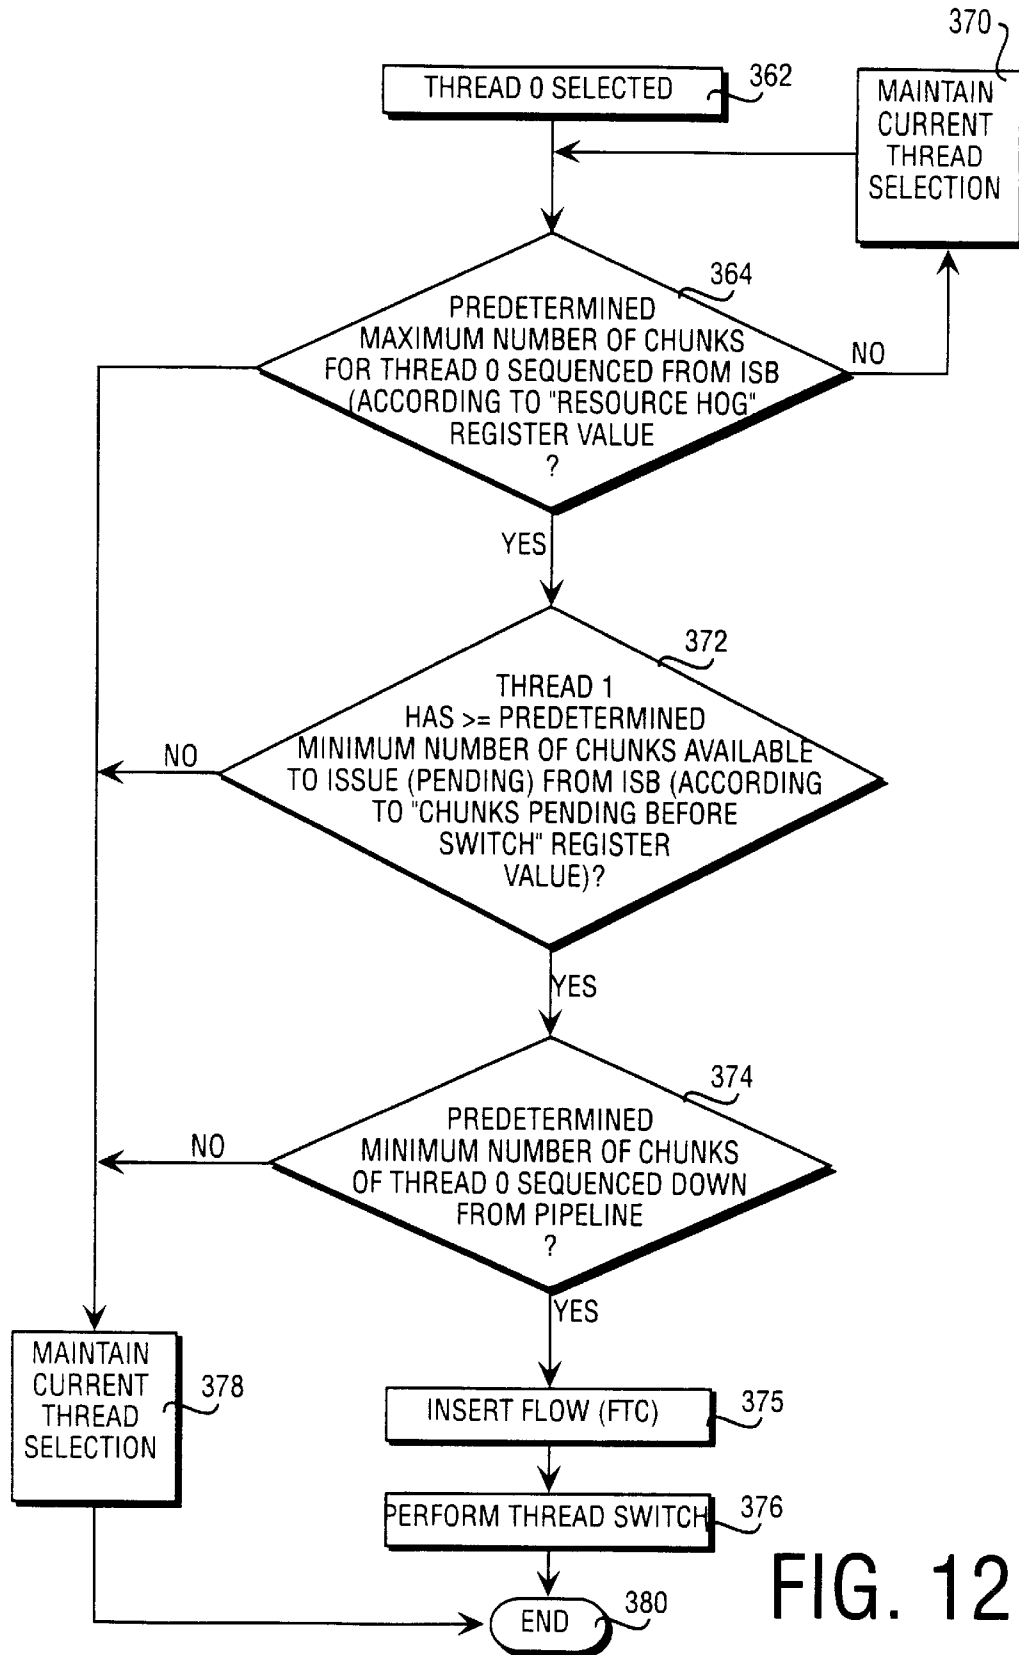 370
THREAD 0 SELECTED
362
MAINTAIN
CURRENT
THREAD
SELECTION
364
PREDETERMINED
MAXIMUM NUMBER OF CHUNKS
FOR THREAD 0 SEQUENCED FROM ISB
(ACCORDING TO "RESOURCE HOG"
REGISTER VALUE
?
NO
YES
372
THREAD 1
HAS >= PREDETERMINED
MINIMUM NUMBER OF CHUNKS AVAILABLE
TO ISSUE (PENDING) FROM ISB (ACCORDING
TO "CHUNKS PENDING BEFORE
SWITCH" REGISTER
VALUE)?
NO
YES
374
PREDETERMINED
MINIMUM NUMBER OF CHUNKS
OF THREAD 0 SEQUENCED DOWN
FROM PIPELINE
?
NO
YES
MAINTAIN
CURRENT
THREAD
SELECTION
378
INSERT FLOW (FTC)
375
PERFORM THREAD SWITCH
376
END
380
FIG. 12